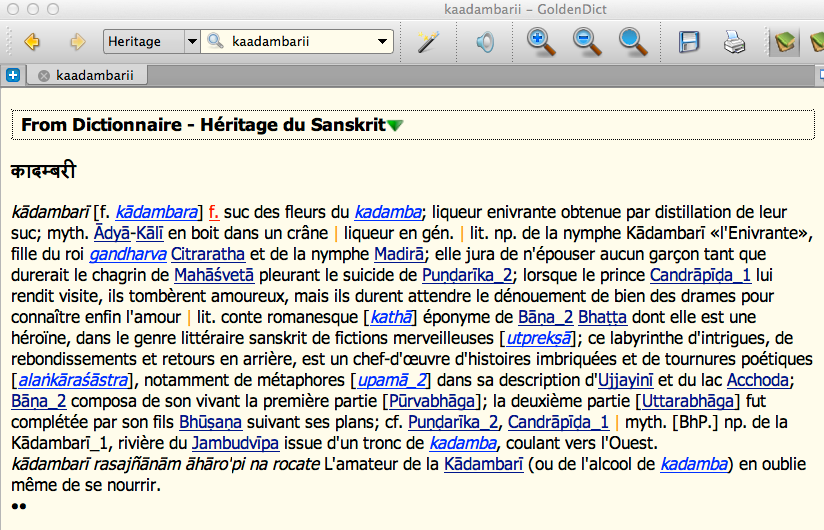 kaadambarii – GoldenDict
Heritage kaadambarii
kaadambarii
From Dictionnaire - Héritage du Sanskrit
कादम्बरी
kādambarī [f. kādambara] f. suc des fleurs du kadamba; liqueur enivrante obtenue par distillation de leur
suc; myth. Ādyā-Kālī en boit dans un crâne | liqueur en gén. | lit. np. de la nymphe Kādambarī «l'Enivrante»,
fille du roi gandharva Citraratha et de la nymphe Madirā; elle jura de n'épouser aucun garçon tant que
durerait le chagrin de Mahāśvetā pleurant le suicide de Puṇḍarīka_2; lorsque le prince Candrāpīḍa_1 lui
rendit visite, ils tombèrent amoureux, mais ils durent attendre le dénouement de bien des drames pour
connaître enfin l'amour | lit. conte romanesque [kathā] éponyme de Bāṇa_2 Bhaṭṭa dont elle est une
héroïne, dans le genre littéraire sanskrit de fictions merveilleuses [utprekṣā]; ce labyrinthe d'intrigues, de
rebondissements et retours en arrière, est un chef-d'œuvre d'histoires imbriquées et de tournures poétiques
[alaṅkāraśāstra], notamment de métaphores [upamā_2] dans sa description d'Ujjayinī et du lac Acchoda;
Bāṇa_2 composa de son vivant la première partie [Pūrvabhāga]; la deuxième partie [Uttarabhāga] fut
complétée par son fils Bhūṣaṇa suivant ses plans; cf. Puṇḍarīka_2, Candrāpīḍa_1 | myth. [BhP.] np. de la
Kādambarī_1, rivière du Jambudvīpa issue d'un tronc de kadamba, coulant vers l'Ouest.
kādambarī rasajñānām āhāro'pi na rocate L'amateur de la Kādambarī (ou de l'alcool de kadamba) en oublie
même de se nourrir.
••